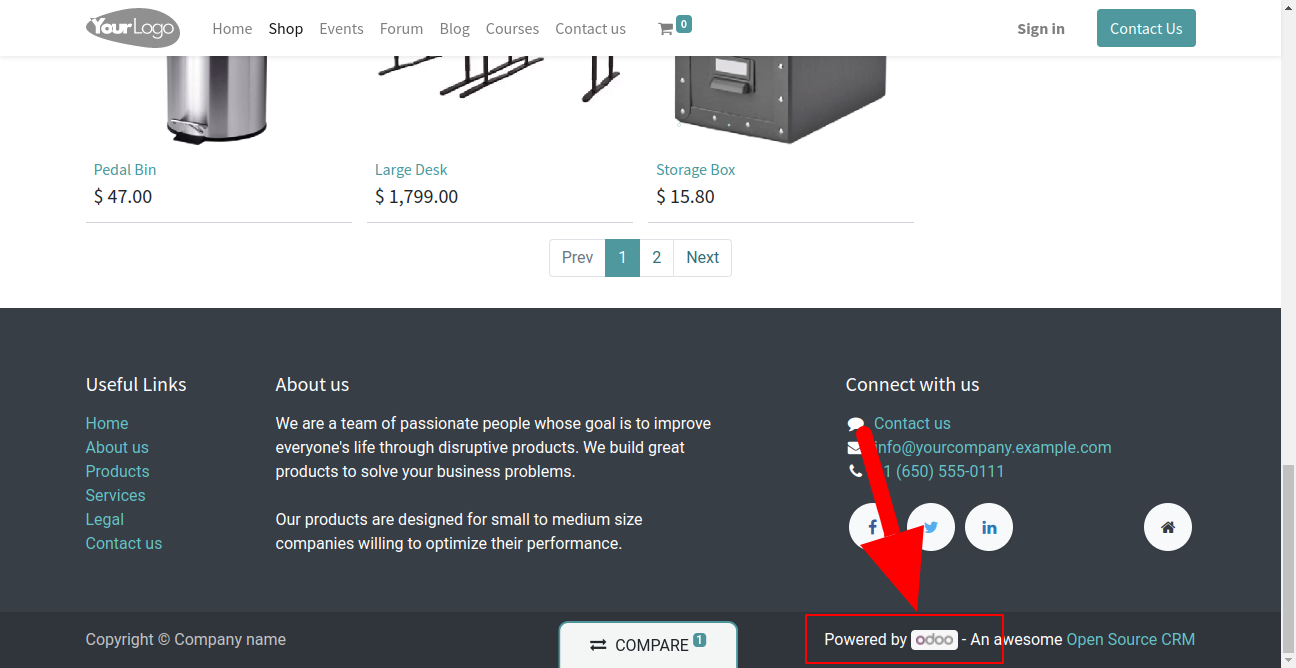 YourLogo
Home Shop Events Forum Blog Courses Contact us 0 Sign in Contact Us
Pedal Bin
$ 47.00
Large Desk
$ 1,799.00
Storage Box
$ 15.80
Prev 1 2 Next
Useful Links
Home
About us
Products
Services
Legal
Contact us
About us
We are a team of passionate people whose goal is to improve
everyone's life through disruptive products. We build great
products to solve your business problems.
Our products are designed for small to medium size
companies willing to optimize their performance.
Connect with us
Contact us
info@yourcompany.example.com
1 (650) 555-0111
f in
Copyright © Company name
COMPARE 1
Powered by odoo - An awesome Open Source CRM